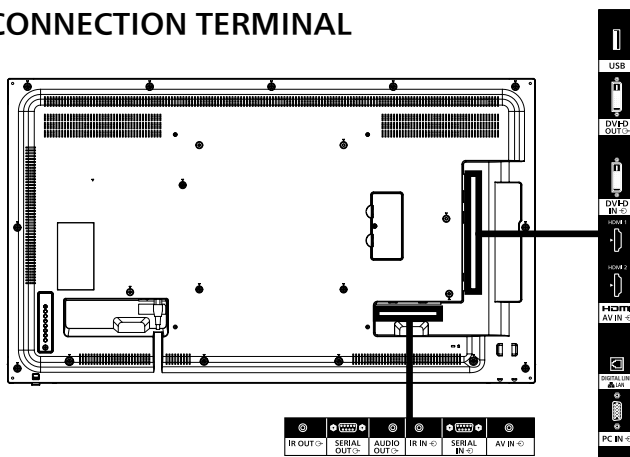 CONNECTION TERMINAL
USB
DVI-D
OUT
DVI-D
IN
HDMI 1
HDMI 2
HDMI
AV IN
DIGITAL LINK
LAN
PC IN
IR OUT
SERIAL
OUT
AUDIO
OUT
IR IN
SERIAL
IN
AV IN